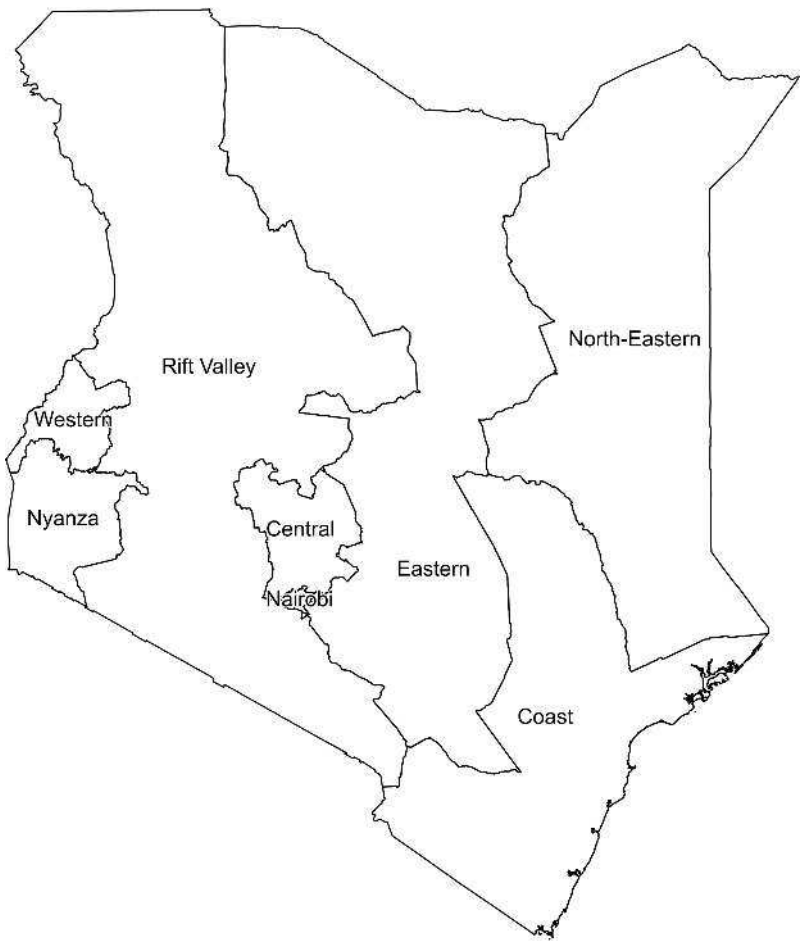 North-Eastern
Rift Valley
Western
Nyanza
Central
Eastern
Nairobi
Coast